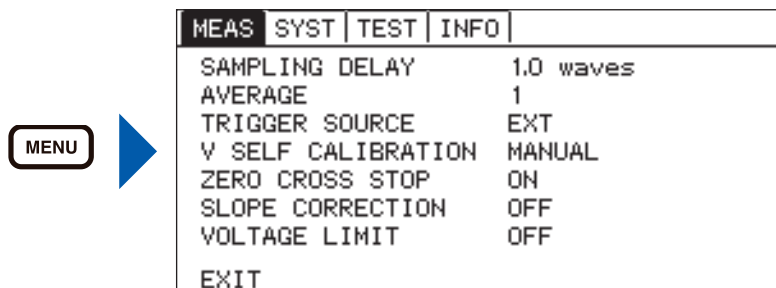 MEAS SYST TEST INFO
SAMPLING DELAY 1.0 waves
AVERAGE 1
TRIGGER SOURCE EXT
MENU
V SELF CALIBRATION MANUAL
ZERO CROSS STOP ON
SLOPE CORRECTION OFF
VOLTAGE LIMIT OFF
EXIT